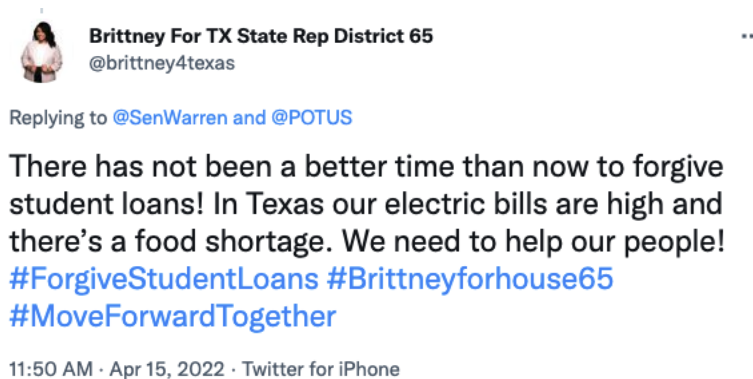 Brittney For TX State Rep District 65
@brittney4texas
Replying to @SenWarren and @POTUS
There has not been a better time than now to forgive
student loans! In Texas our electric bills are high and
there's a food shortage. We need to help our people!
#ForgiveStudentLoans #Brittneyforhouse65
#MoveForwardTogether
11:50 AM · Apr 15, 2022 · Twitter for iPhone